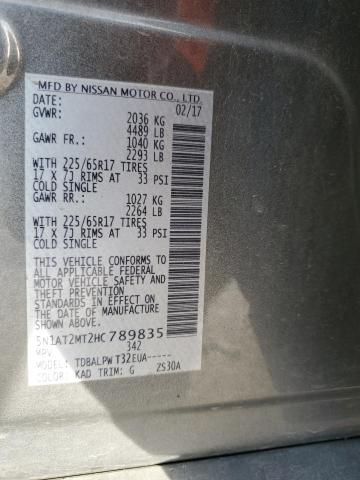 MFD BY NISSAN MOTOR CO., LTD.
DATE: 02/17
GVWR: 2036 KG
4489 LB
GAWR FR.: 1040 KG
2293 LB
WITH 225/65R17 TIRES
17 X 7J RIMS AT 33 PSI
COLD SINGLE
GAWR RR.: 1027 KG
2264 LB
WITH 225/65R17 TIRES
17 X 7J RIMS AT 33 PSI
COLD SINGLE
THIS VEHICLE CONFORMS TO
ALL APPLICABLE FEDERAL
MOTOR VEHICLE SAFETY AND
THEFT PREVENTION
STANDARDS IN EFFECT ON
THE DATE OF MANUFACTURE
SHOWN ABOVE.
5N1AT2MT2HC789835
MPV 342
MODEL: TDBALPWT32EUA-----
COLOR: KAD TRIM: G ZS30A